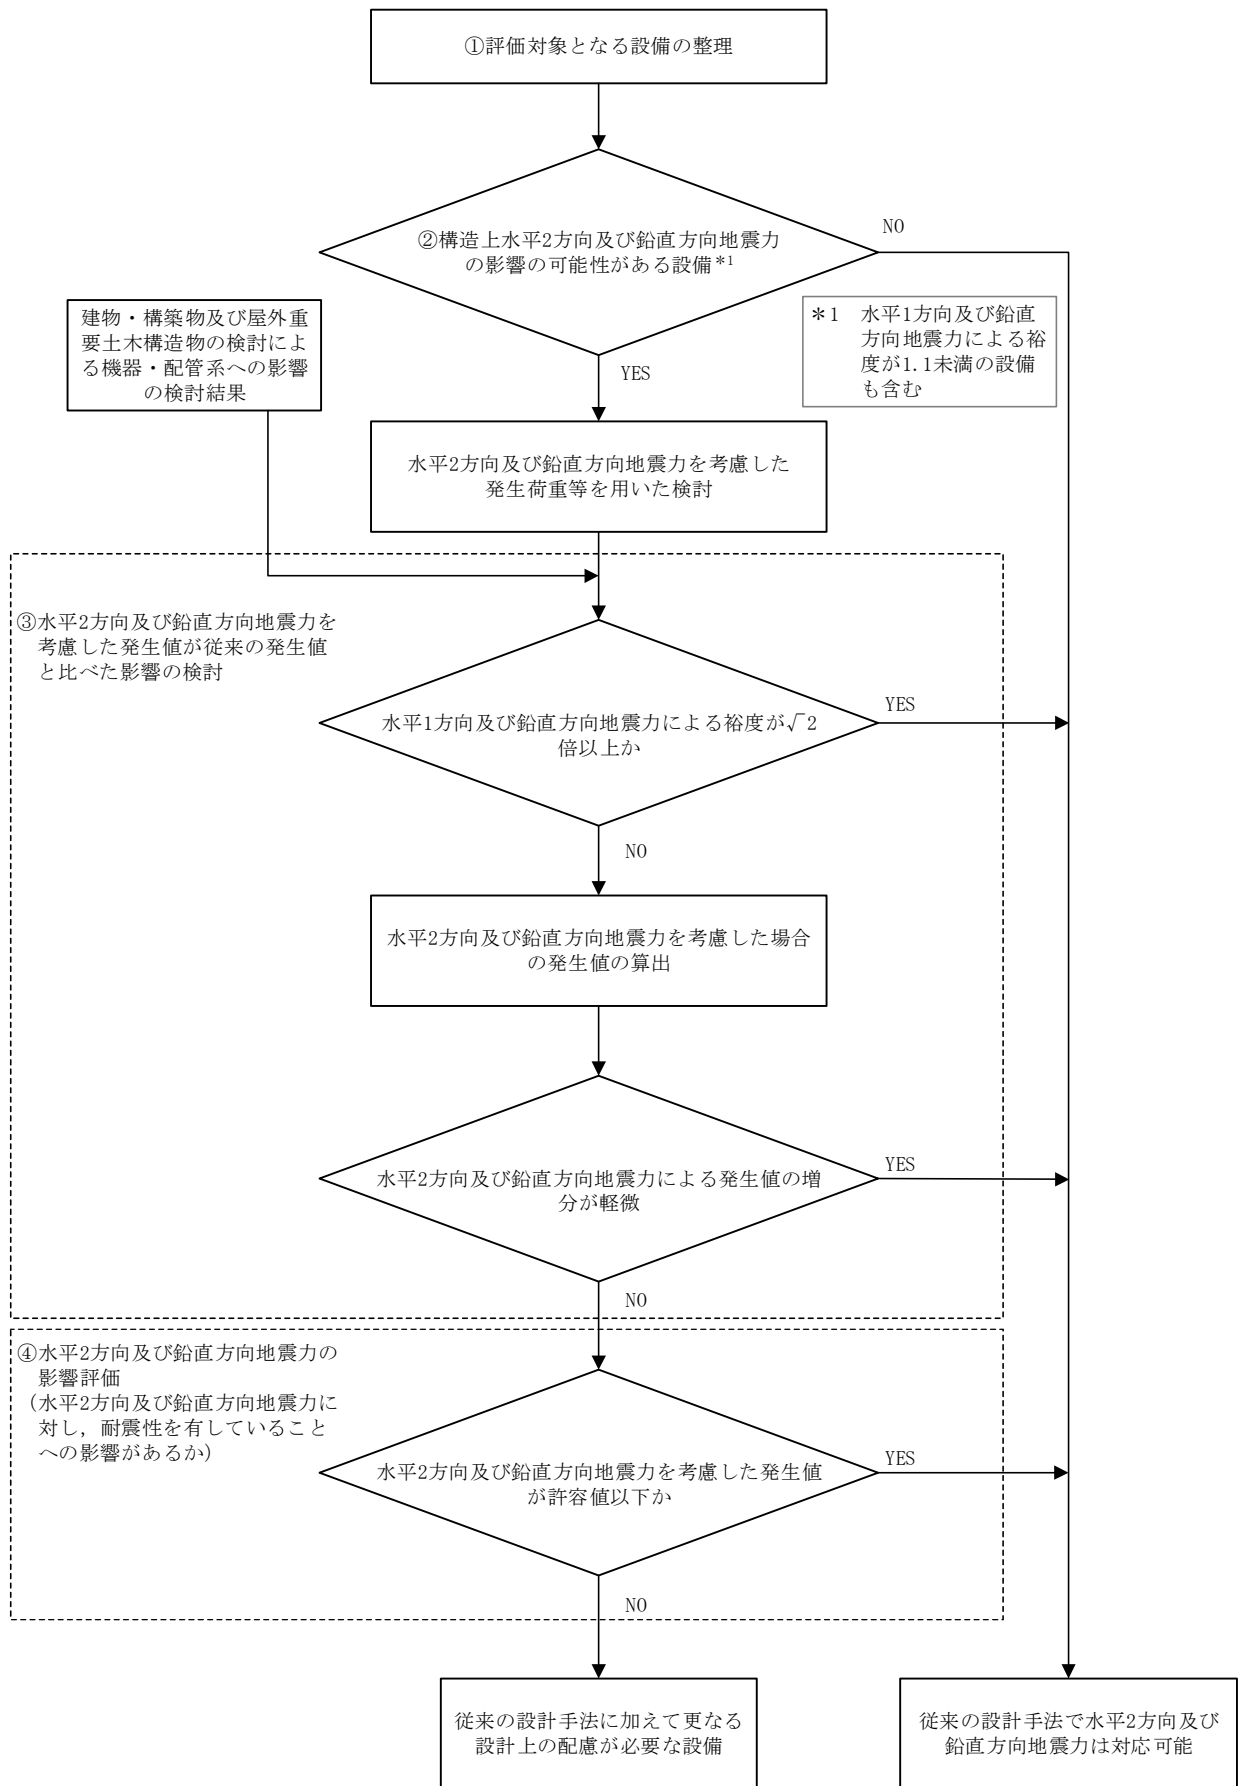 ①評価対象となる設備の整理
②構造上水平2方向及び鉛直方向地震力
の影響の可能性がある設備*1
NO
YES
*1 水平1方向及び鉛直
方向地震力による裕
度が1.1未満の設備
も含む
建物・構築物及び屋外重
要土木構造物の検討によ
る機器・配管系への影響
の検討結果
水平2方向及び鉛直方向地震力を考慮した
発生荷重等を用いた検討
③水平2方向及び鉛直方向地震力を
考慮した発生値が従来の発生値
と比べた影響の検討
水平1方向及び鉛直方向地震力による裕度が√2
倍以上か
YES
NO
水平2方向及び鉛直方向地震力を考慮した場合
の発生値の算出
水平2方向及び鉛直方向地震力による発生値の増
分が軽微
YES
NO
④水平2方向及び鉛直方向地震力の
影響評価
(水平2方向及び鉛直方向地震力に
対し，耐震性を有していること
への影響があるか)
水平2方向及び鉛直方向地震力を考慮した発生値
が許容値以下か
YES
NO
従来の設計手法に加えて更なる
設計上の配慮が必要な設備
従来の設計手法で水平2方向及び
鉛直方向地震力は対応可能